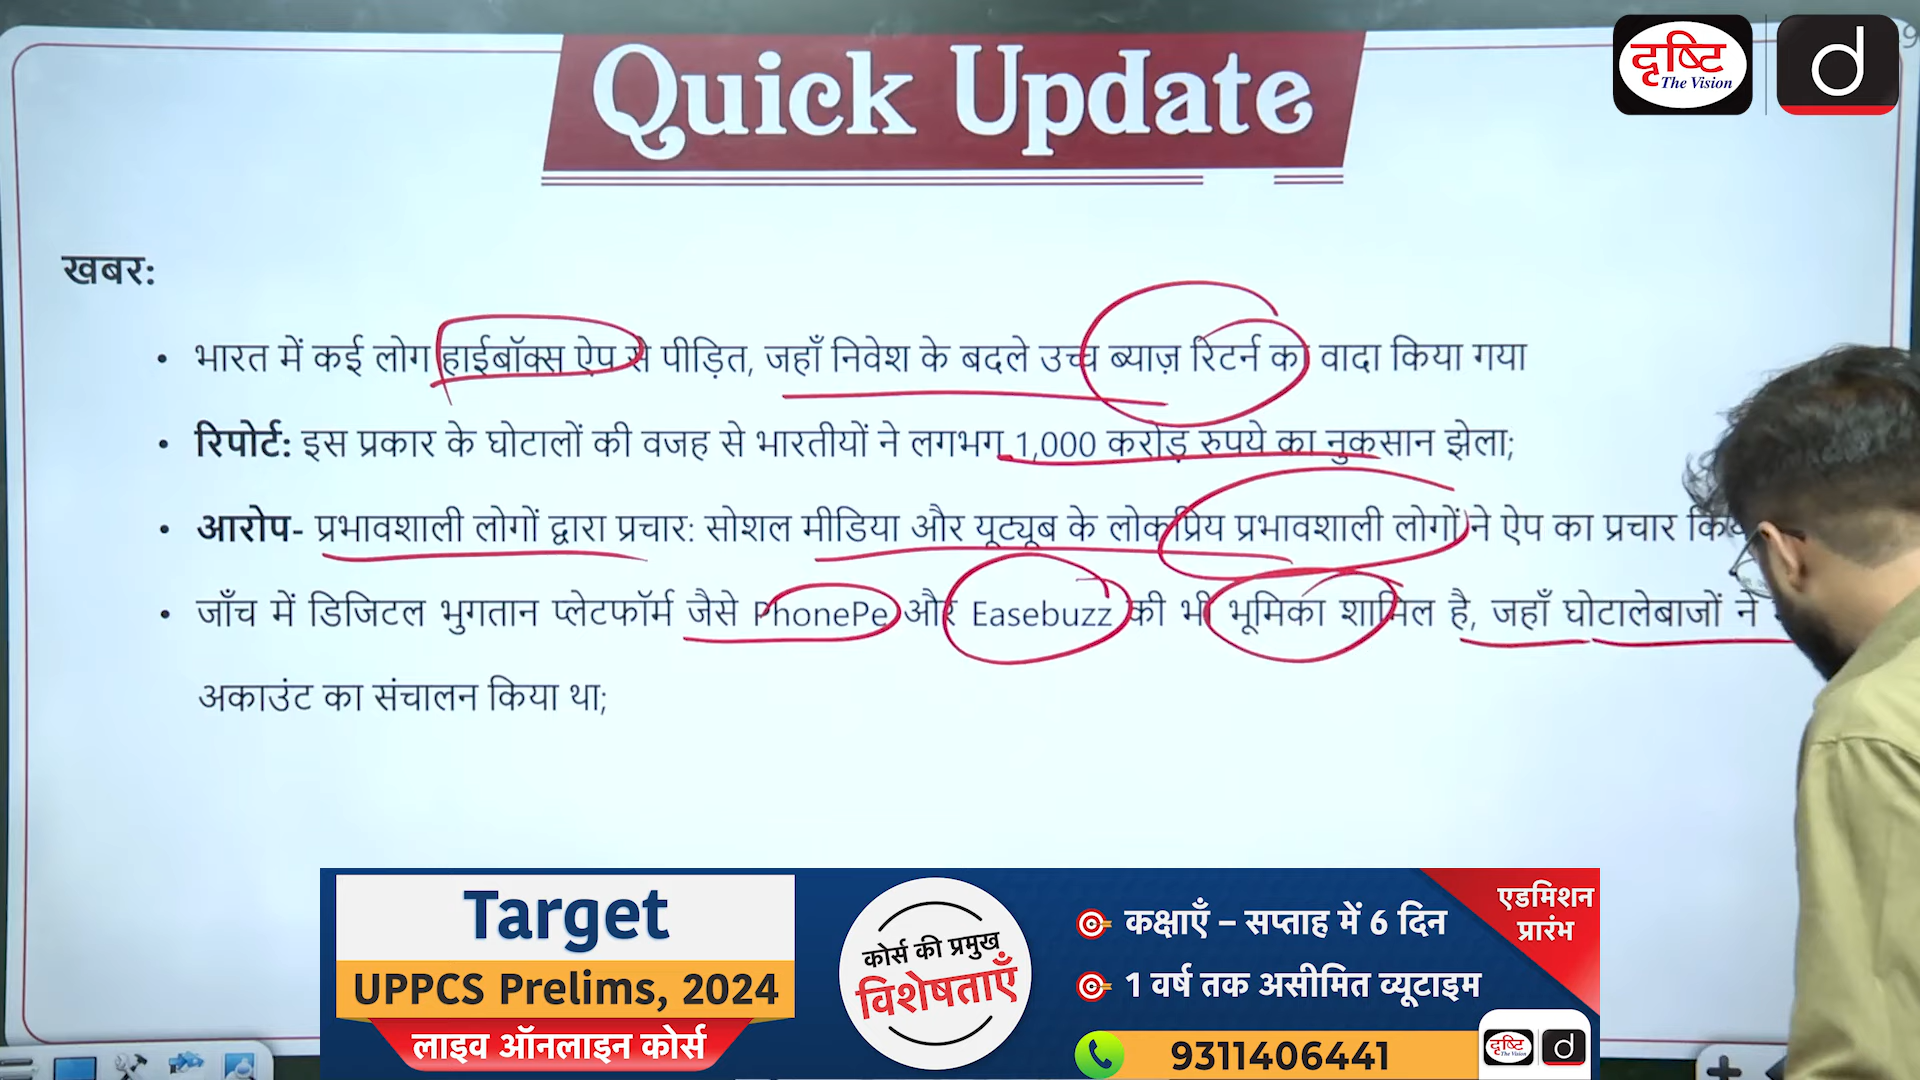 Quick Update
दृष्टि
The Vision
d
9
खबर:
• भारत में कई लोग हाईबॉक्स ऐप से पीड़ित, जहाँ निवेश के बदले उच्च ब्याज़ रिटर्न का वादा किया गया
• रिपोर्ट: इस प्रकार के घोटालों की वजह से भारतीयों ने लगभग 1,000 करोड़ रुपये का नुकसान झेला;
• आरोप- प्रभावशाली लोगों द्वारा प्रचार: सोशल मीडिया और यूट्यूब के लोकप्रिय प्रभावशाली लोगों ने ऐप का प्रचार
• जाँच में डिजिटल भुगतान प्लेटफॉर्म जैसे PhonePe और Easebuzz की भी भूमिका शामिल है, जहाँ घोटालेबाजों ने
अकाउंट का संचालन किया था;
Target
UPPCS Prelims, 2024
लाइव ऑनलाइन कोर्स
कोर्स की प्रमुख
विशेषताएँ
कक्षाएँ – सप्ताह में 6 दिन
1 वर्ष तक असीमित व्यूटाइम
9311406441
एडमिशन
प्रारंभ
दृष्टि
The Vision
d